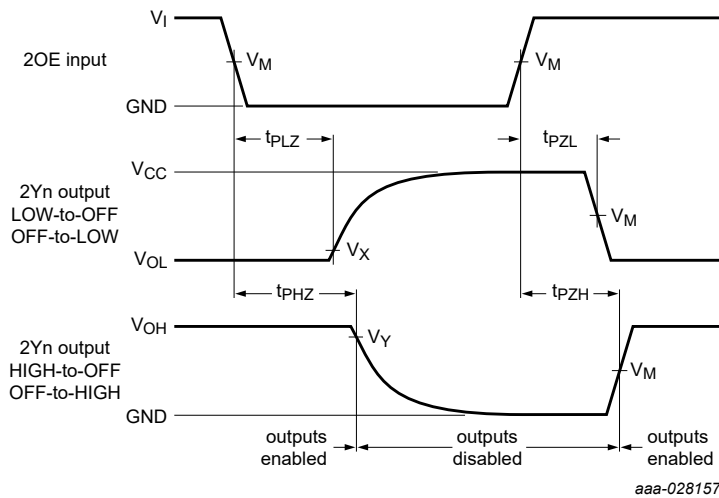 VI
2OE input
VM
VM
GND
tPLZ
tPZL
VCC
2Yn output
LOW-to-OFF
OFF-to-LOW
VM
VX
VOL
tPHZ
tPZH
VOH
VY
2Yn output
HIGH-to-OFF
OFF-to-HIGH
VM
GND
outputs
enabled
outputs
disabled
outputs
enabled
aaa-028157